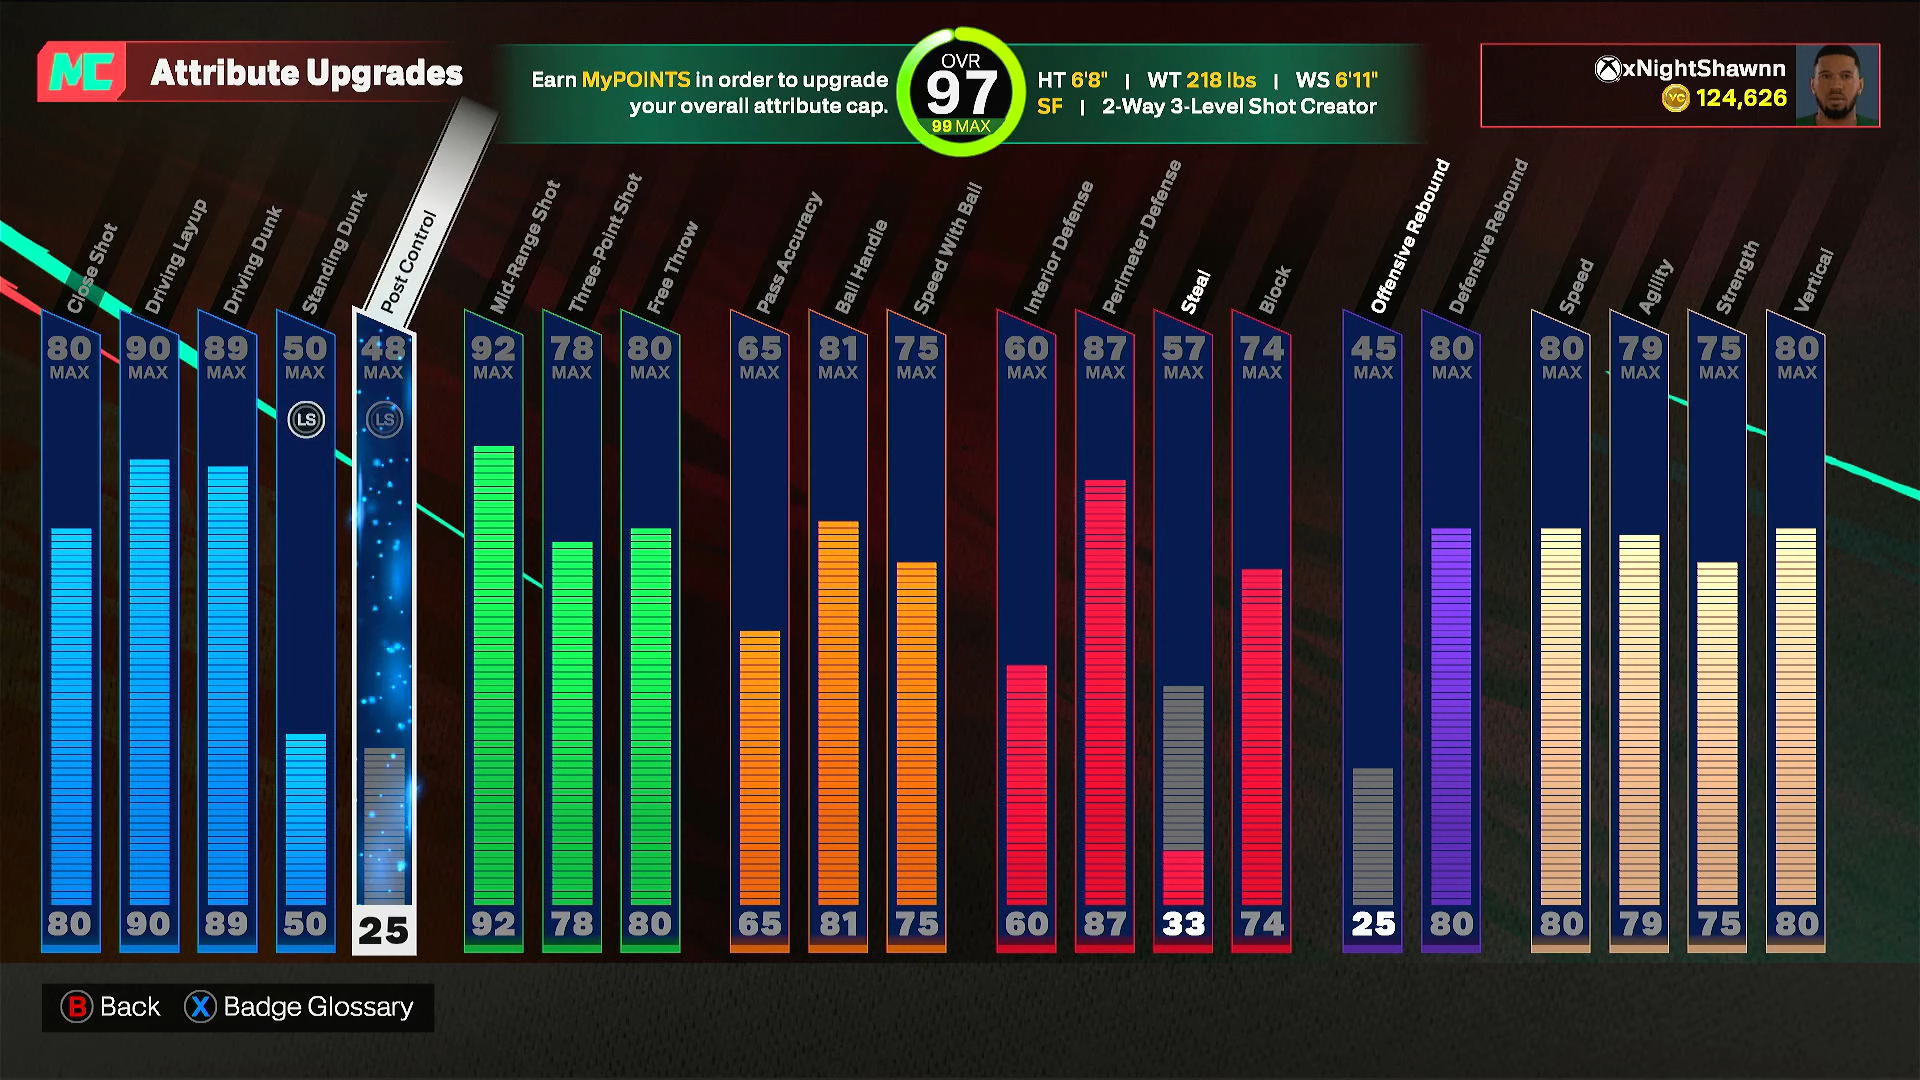 MC Attribute Upgrades
Earn MyPOINTS in order to upgrade
your overall attribute cap.
OVR
97
99 MAX
HT 6'8" | WT 218 lbs | WS 6'11"
SF | 2-Way 3-Level Shot Creator
xNightShawnn
VC 124,626
Close Shot
Driving Layup
Driving Dunk
Standing Dunk
Post Control
Mid-Range Shot
Three-Point Shot
Free Throw
Pass Accuracy
Ball Handle
Speed With Ball
Interior Defense
Perimeter Defense
Steal
Block
Offensive Rebound
Defensive Rebound
Speed
Agility
Strength
Vertical
80 90 89 50 48 92 78 80 65 81 75 60 87 57 74 45 80 80 79 75 80
MAX MAX MAX MAX MAX MAX MAX MAX MAX MAX MAX MAX MAX MAX MAX MAX MAX MAX MAX MAX MAX
LS LS
80 90 89 50 25 92 78 80 65 81 75 60 87 33 74 25 80 80 79 75 80
B Back X Badge Glossary